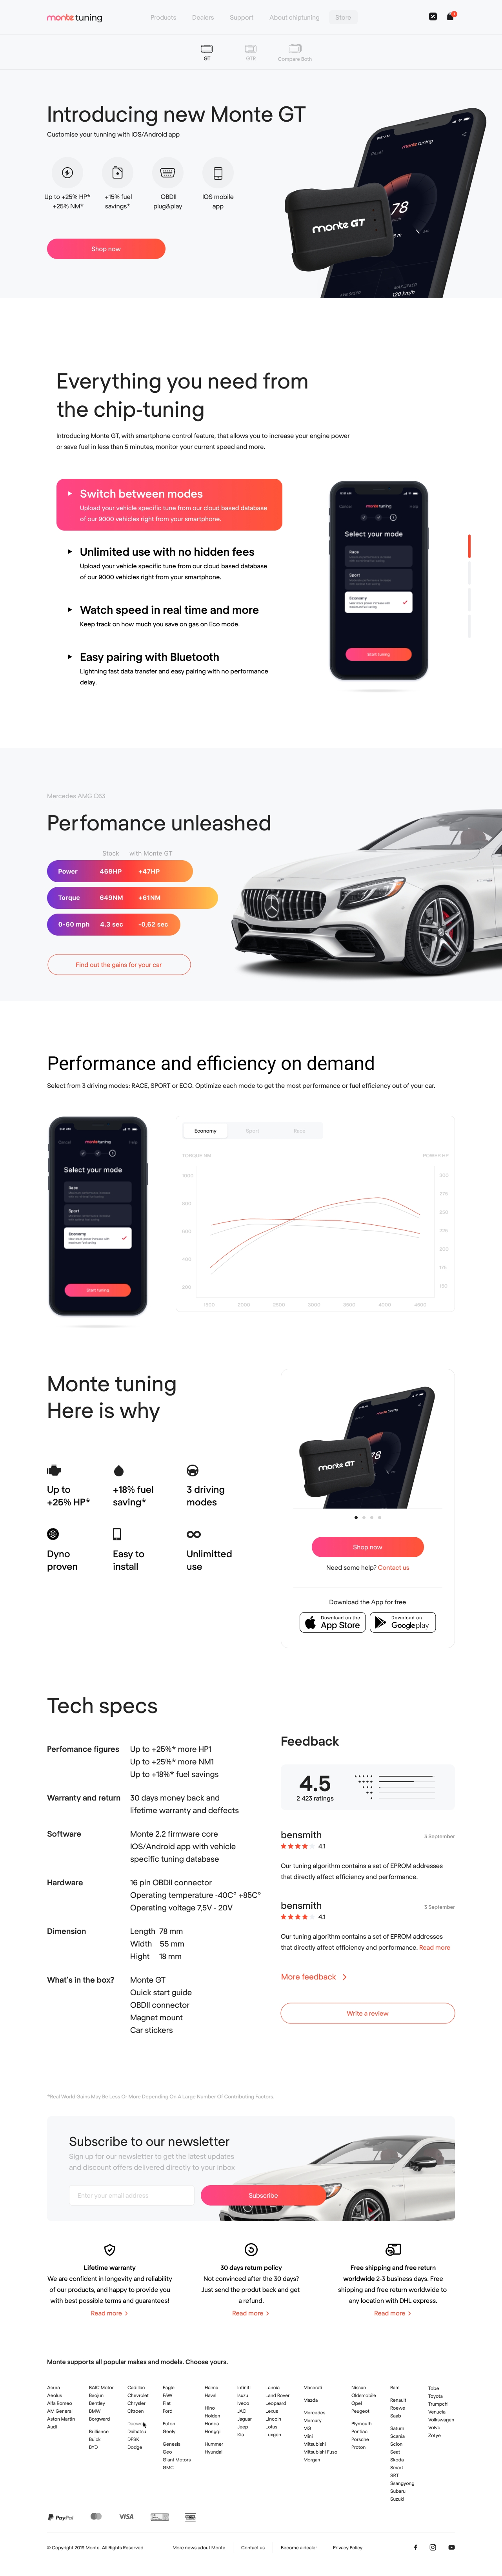 monte tuning
Products Dealers Support About chiptuning Store
GT GTR Compare Both
Introducing new Monte GT
Customise your tunning with IOS/Android app
Up to +25% HP*
+25% NM*
+15% fuel
savings*
OBDII
plug&play
IOS mobile
app
Shop now
monte tuning
78
monte GT
120 km/h
Everything you need from
the chip-tuning
Introducing Monte GT, with smartphone control feature, that allows you to increase your engine power
or save fuel in less than 5 minutes, monitor your current speed and more.
Switch between modes
Upload your vehicle specific tune from our cloud based database
of our 9000 vehicles right from your smartphone.
Unlimited use with no hidden fees
Upload your vehicle specific tune from our cloud based database
of our 9000 vehicles right from your smartphone.
Watch speed in real time and more
Keep track on how much you save on gas on Eco mode.
Easy pairing with Bluetooth
Lightning fast data transfer and easy pairing with no performance
delay.
Cancel monte tuning Help
Select your mode
Race
Sport
Economy
Start tuning
Mercedes AMG C63
Perfomance unleashed
Stock with Monte GT
Power 469HP +47HP
Torque 649NM +61NM
0-60 mph 4.3 sec -0,62 sec
Find out the gains for your car
Performance and efficiency on demand
Select from 3 driving modes: RACE, SPORT or ECO. Optimize each mode to get the most performance or fuel efficiency out of your car.
Cancel monte tuning Help
Select your mode
Race
Sport
Economy
Start tuning
Economy Sport Race
TORQUE NM POWER HP
Monte tuning
Here is why
Up to
+25% HP*
+18% fuel
saving*
3 driving
modes
Dyno
proven
Easy to
install
Unlimitted
use
monte tuning
78
monte GT
Shop now
Need some help? Contact us
Download the App for free
Download on the
App Store
Download on
Google play
Tech specs
Perfomance figures
Up to +25%* more HP1
Up to +25%* more NM1
Up to +18%* fuel savings
Warranty and return
30 days money back and
lifetime warranty and deffects
Software
Monte 2.2 firmware core
IOS/Android app with vehicle
specific tuning database
Hardware
16 pin OBDII connector
Operating temperature -40C° +85C°
Operating voltage 7,5V - 20V
Dimension
Length 78 mm
Width 55 mm
Hight 18 mm
What's in the box?
Monte GT
Quick start guide
OBDII connector
Magnet mount
Car stickers
Feedback
4.5
2 423 ratings
bensmith 3 September
4.1
Our tuning algorithm contains a set of EPROM addresses
that directly affect efficiency and performance.
bensmith 3 September
4.1
Our tuning algorithm contains a set of EPROM addresses
that directly affect efficiency and performance. Read more
More feedback
Write a review
*Real World Gains May Be Less Or More Depending On A Large Number Of Contributing Factors.
Subscribe to our newsletter
Sign up for our newsletter to get the latest updates
and discount offers delivered directly to your inbox
Enter your email address
Subscribe
Lifetime warranty
We are confident in longevity and reliability
of our products, and happy to provide you
with best possible terms and guarantees!
Read more
30 days return policy
Not convinced after the 30 days?
Just send the produt back and get
a refund.
Read more
Free shipping and free return
worldwide 2-3 business days. Free
shipping and free return worldwide to
any location with DHL express.
Read more
Monte supports all popular makes and models. Choose yours.
Acura
Aeolus
Alfa Romeo
AM General
Aston Martin
Audi
BAIC Motor
Baojun
Bentley
BMW
Borgward
Brilliance
Buick
BYD
Cadillac
Chevrolet
Chrysler
Citroen
Daihatsu
DFSK
Dodge
Eagle
FAW
Fiat
Ford
Foton
Geely
Genesis
Geo
Giant Motors
GMC
Haima
Haval
Hino
Holden
Honda
Hongqi
Hummer
Hyundai
Infiniti
Isuzu
Iveco
JAC
Jaguar
Jeep
Kia
Lancia
Land Rover
Leopaard
Lexus
Lincoln
Lotus
Luxgen
Maserati
Mazda
Mercedes
Mercury
MG
Mini
Mitsubishi
Mitsubishi Fuso
Morgan
Nissan
Oldsmobile
Opel
Peugeot
Plymouth
Pontiac
Porsche
Proton
Ram
Renault
Roewe
Saab
Saturn
Scania
Scion
Seat
Skoda
Smart
SRT
Ssangyong
Subaru
Suzuki
Tobe
Toyota
Trumpchi
Venucia
Volkswagen
Volvo
Zotye
PayPal VISA
© Copyright 2019 Monte. All Rights Reserved. More news adout Monte Contact us Become a dealer Privacy Policy